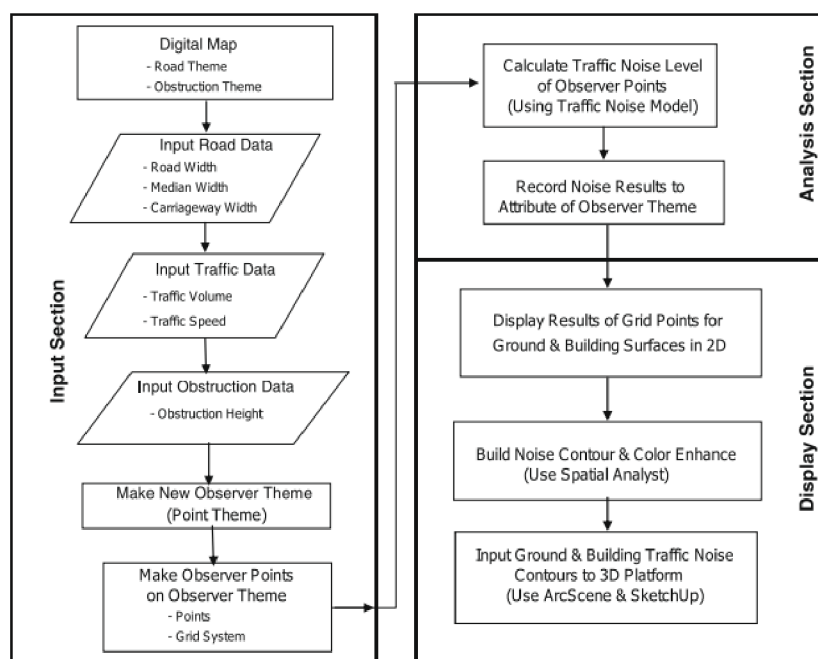 Input Section
Digital Map
- Road Theme
- Obstruction Theme
Input Road Data
- Road Width
- Median Width
- Carriageway Width
Input Traffic Data
- Traffic Volume
- Traffic Speed
Input Obstruction Data
- Obstruction Height
Make New Observer Theme
(Point Theme)
Make Observer Points
on Observer Theme
- Points
- Grid System
Analysis Section
Calculate Traffic Noise Level
of Observer Points
(Using Traffic Noise Model)
Record Noise Results to
Attribute of Observer Theme
Display Section
Display Results of Grid Points for
Ground & Building Surfaces in 2D
Build Noise Contour & Color Enhance
(Use Spatial Analyst)
Input Ground & Building Traffic Noise
Contours to 3D Platform
(Use ArcScene & SketchUp)